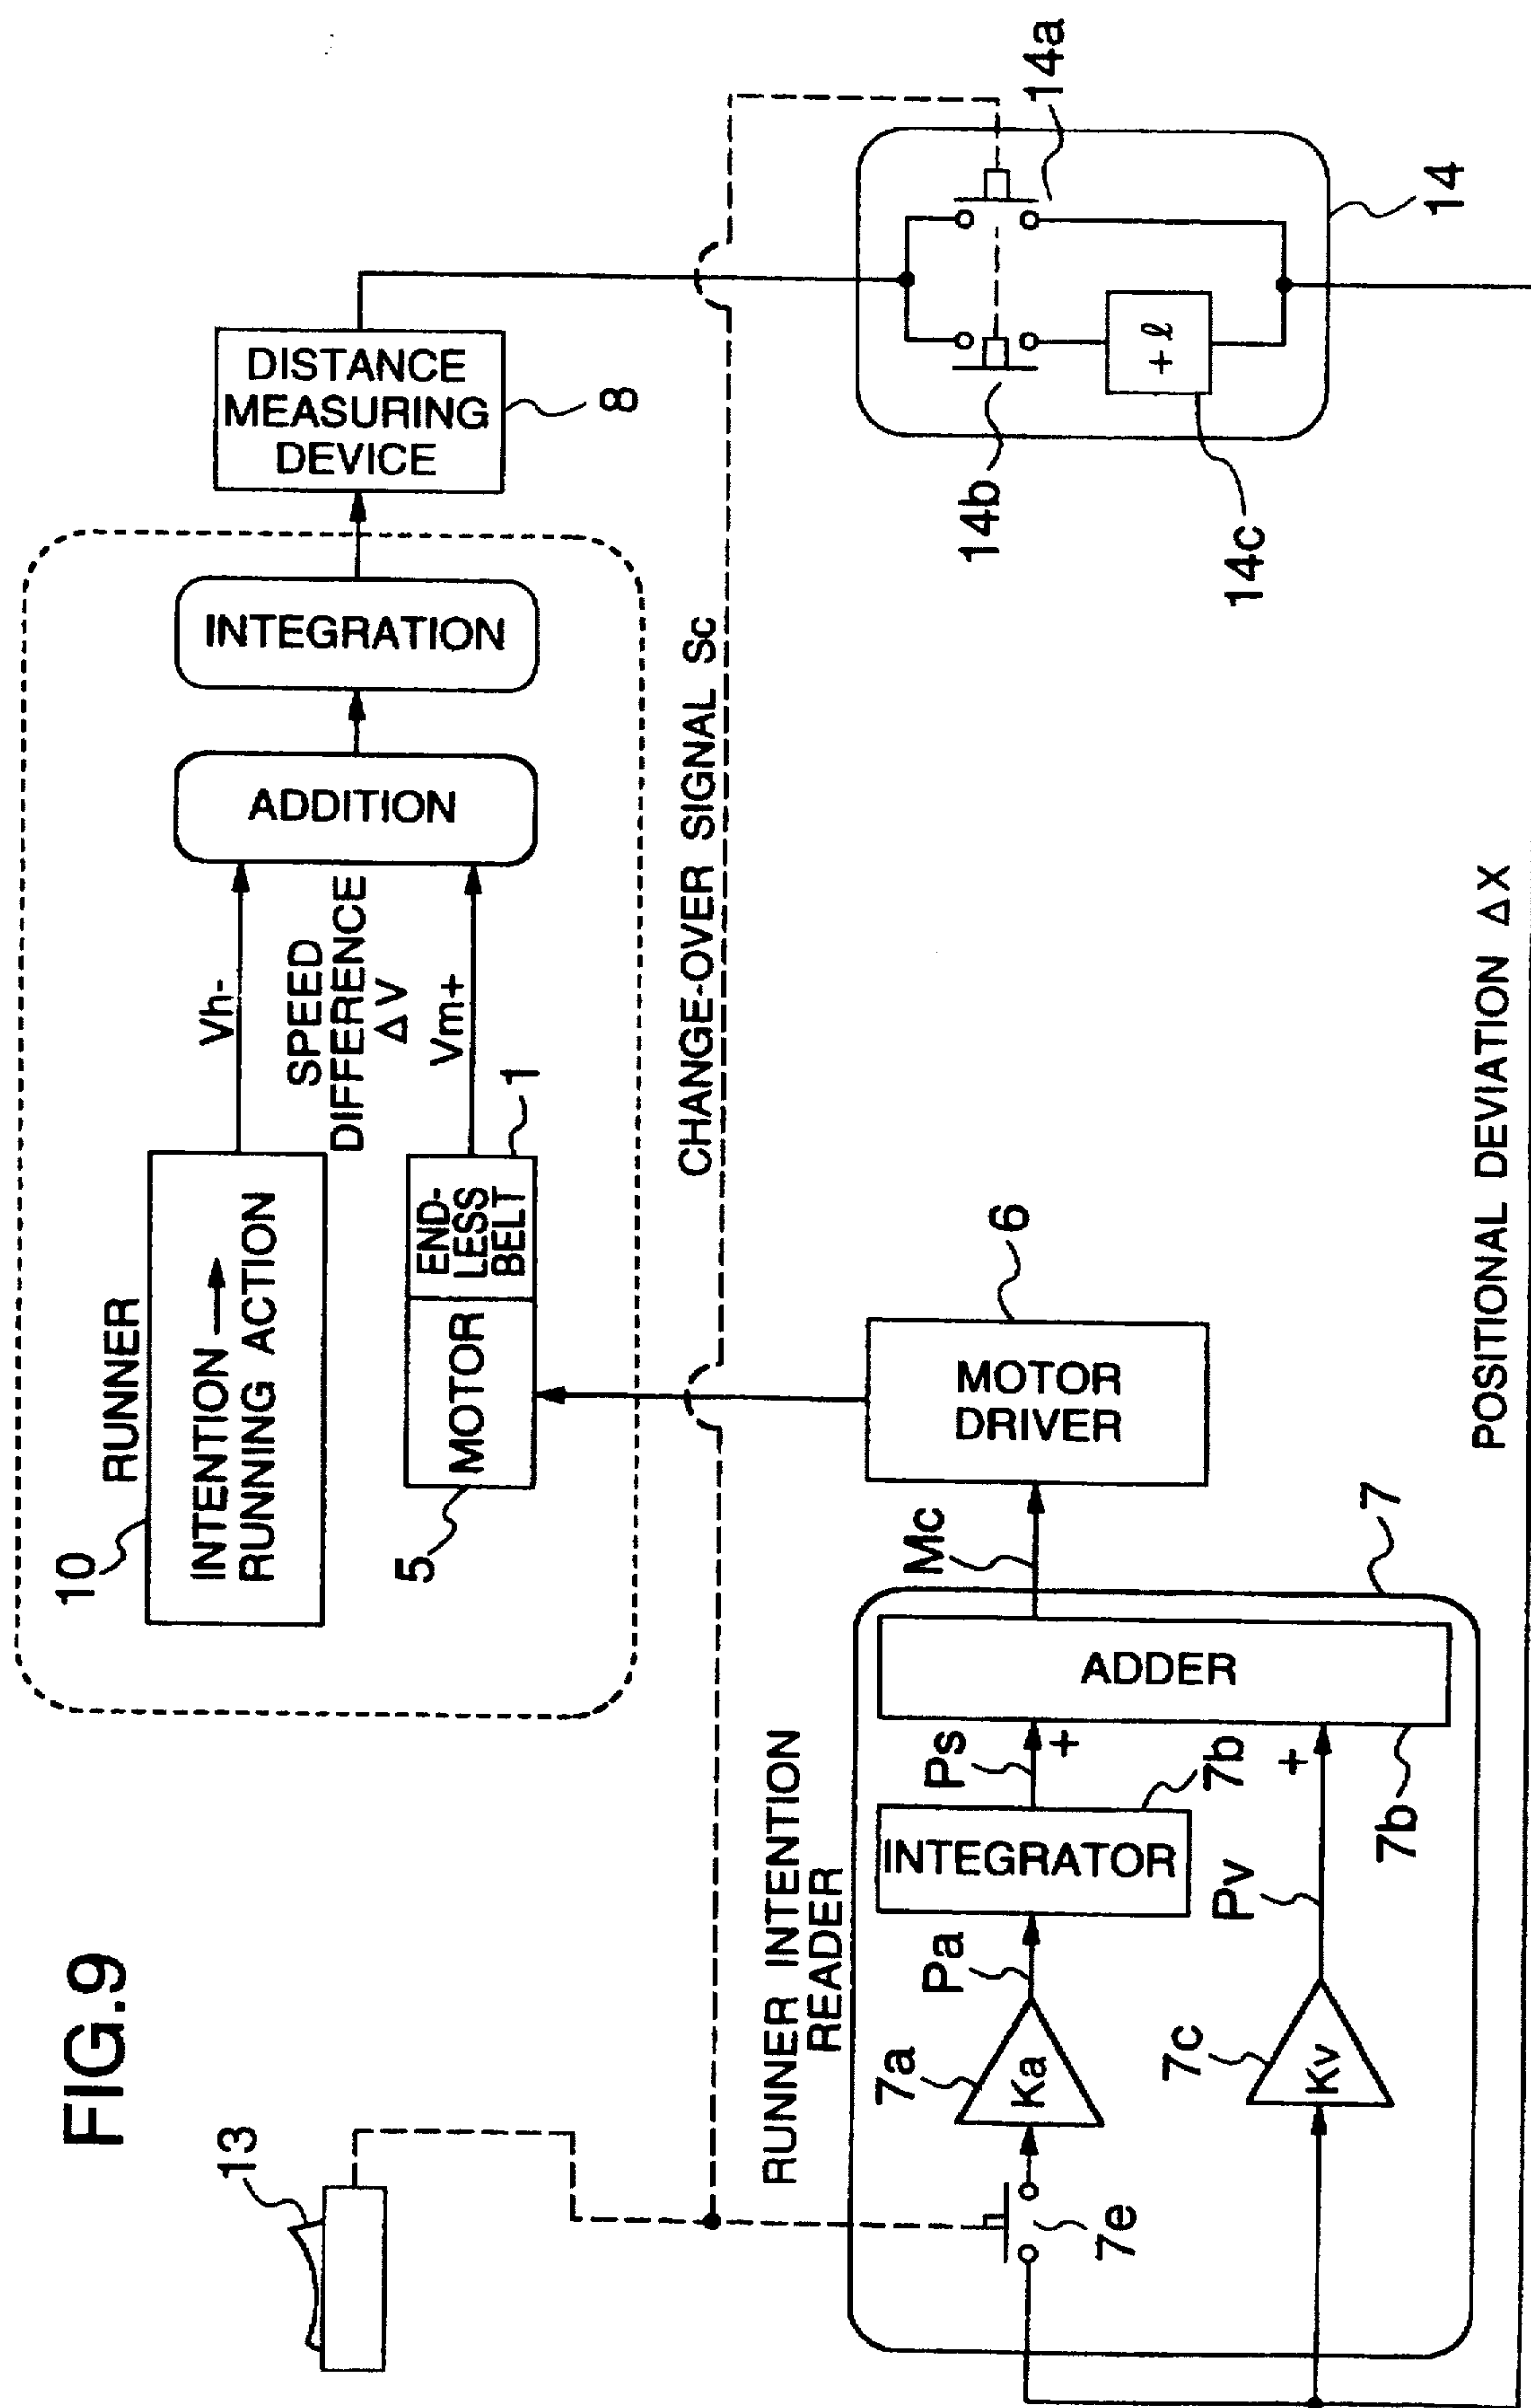 FIG.9
13
10
RUNNER
INTENTION
RUNNING ACTION
Vh-
SPEED
DIFFERENCE
ΔV
Vm+
5
MOTOR
END-
LESS
BELT
1
ADDITION
INTEGRATION
DISTANCE
MEASURING
DEVICE
8
CHANGE-OVER SIGNAL Sc
14a
14b
+ℓ
14c
14
RUNNER INTENTION
READER
7e
7a
Ka
Pa
INTEGRATOR
7b
Ps
+
7c
Kv
Pv
+
ADDER
7b
7
Mc
MOTOR
DRIVER
6
POSITIONAL DEVIATION ΔX